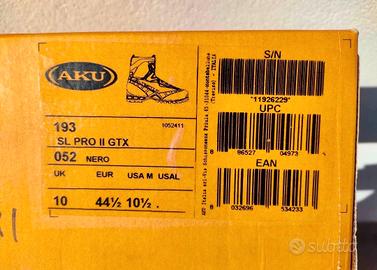 AKU
193
1052411
SL PRO II GTX
052 NERO
UK EUR USA M USAL
10 44½ 10½ .
S/N
"11926229"
UPC
8 86527 04973
EAN
8 032696 534233
subito